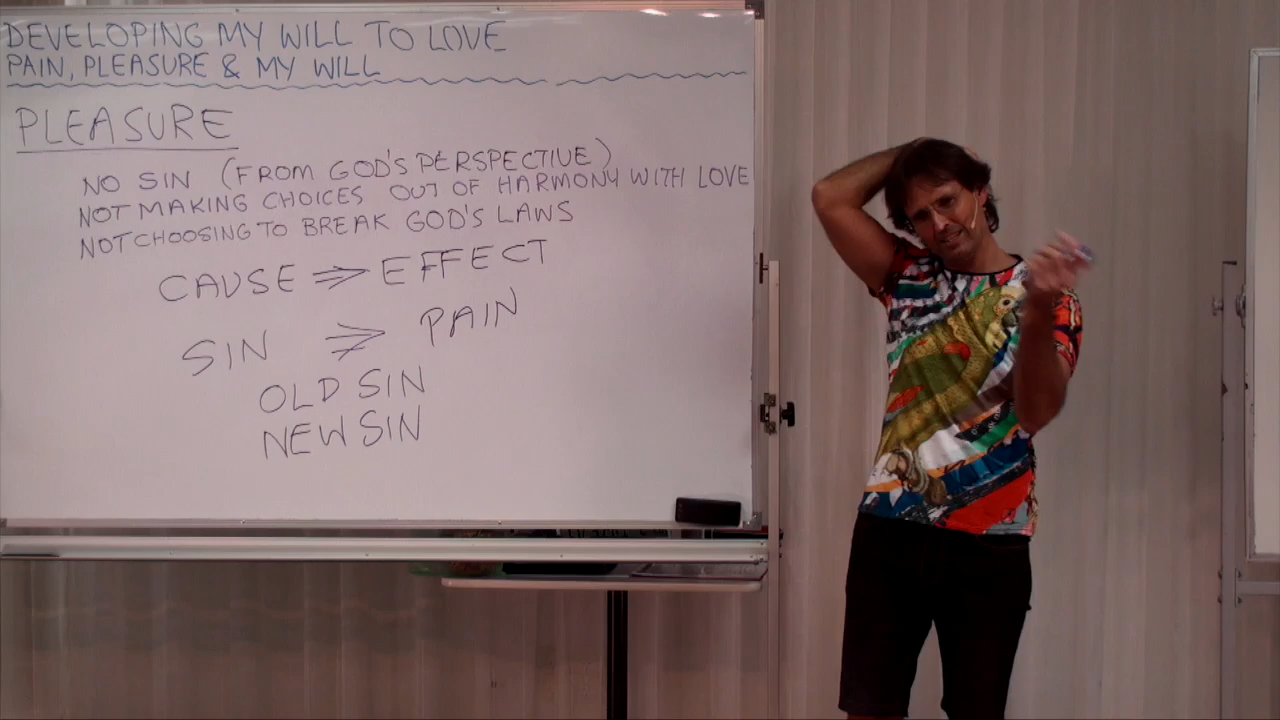 DEVELOPING MY WILL TO LOVE
PAIN, PLEASURE & MY WILL
PLEASURE
NO SIN (FROM GOD'S PERSPECTIVE)
NOT MAKING CHOICES OUT OF HARMONY WITH LOVE
NOT CHOOSING TO BREAK GOD'S LAWS
CAUSE ⇒ EFFECT
SIN ⇒ PAIN
OLD SIN
NEW SIN